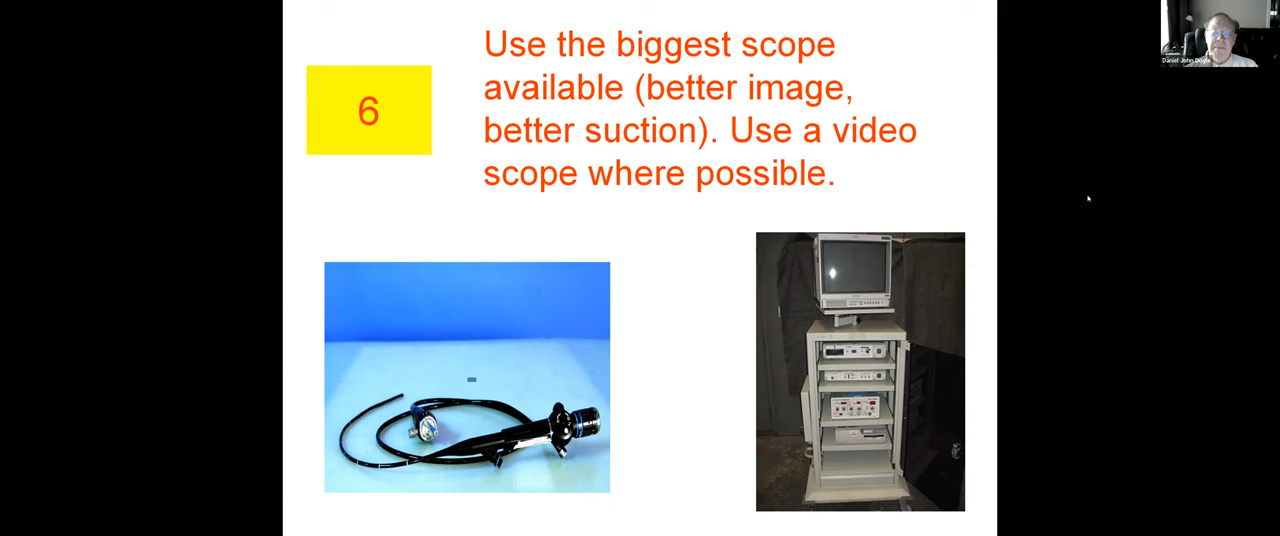 6
Use the biggest scope
available (better image,
better suction). Use a video
scope where possible.
Daniel John Doyle